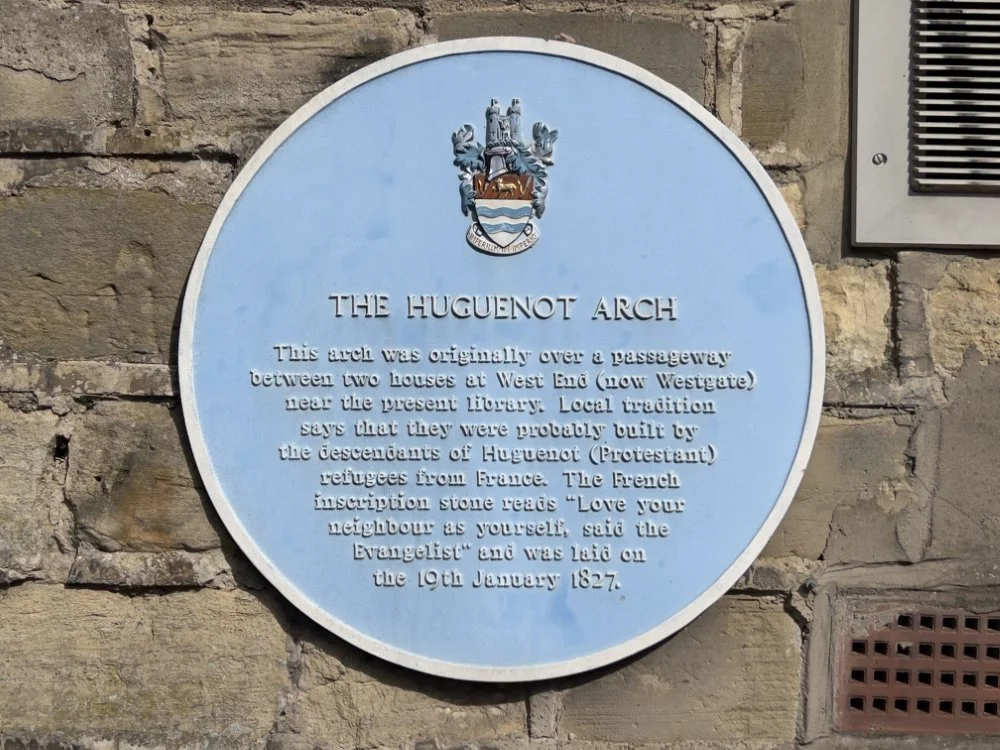 THE HUGUENOT ARCH
This arch was originally over a passageway
between two houses at West End (now Westgate)
near the present library. Local tradition
says that they were probably built by
the descendants of Huguenot (Protestant)
refugees from France. The French
inscription stone reads "Love your
neighbour as yourself, said the
Evangelist" and was laid on
the 19th January 1827.